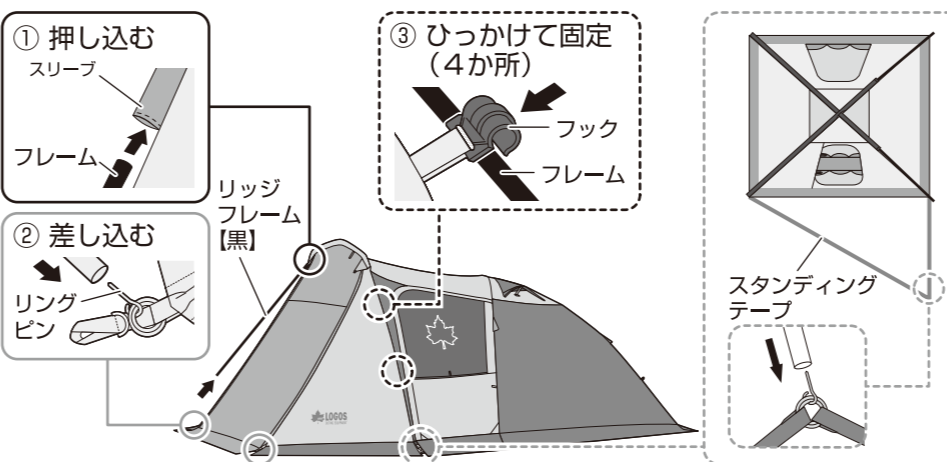 ① 押し込む
スリーブ
フレーム
② 差し込む
リング
ピン
リッジ
フレーム
【黒】
③ ひっかけて固定
（４か所）
フック
フレーム
スタンディング
テープ
LOGOS